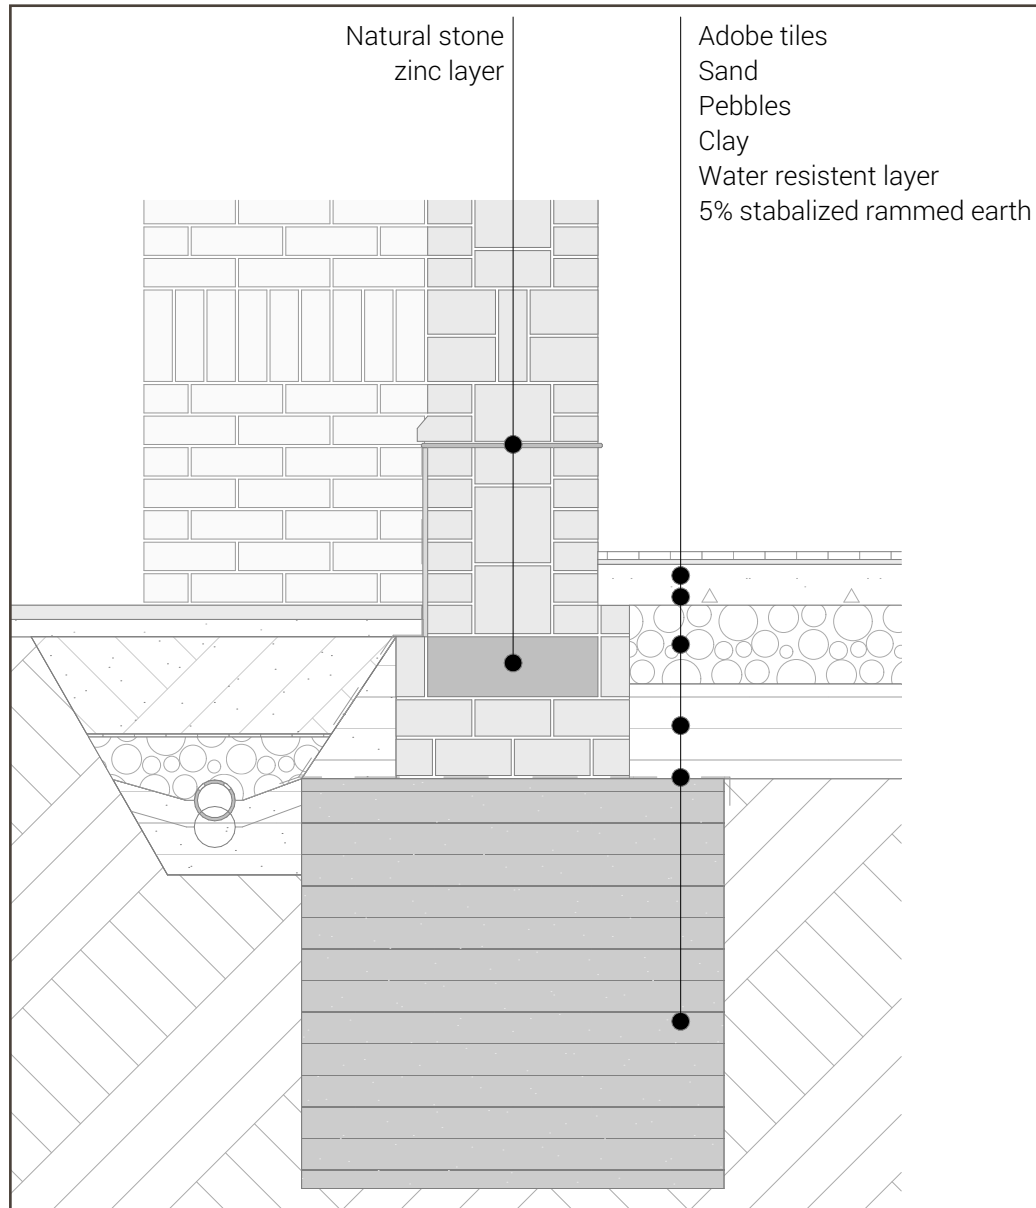 Natural stone
zinc layer
Adobe tiles
Sand
Pebbles
Clay
Water resistent layer
5% stabalized rammed earth